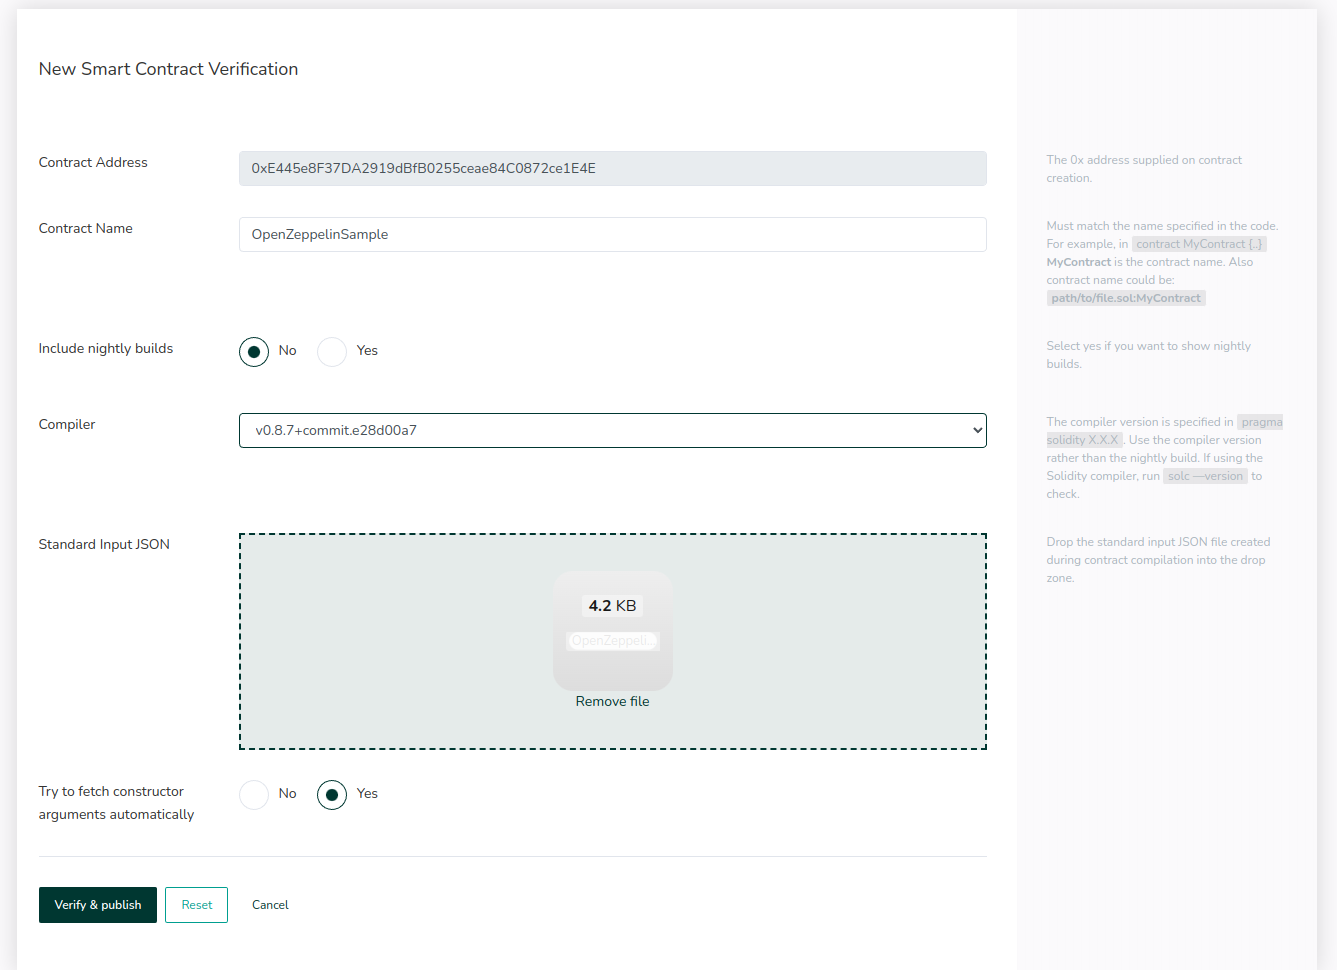 New Smart Contract Verification
Contract Address
0xE445e8F37DA2919dBfB0255ceae84C0872ce1E4E
The 0x address supplied on contract
creation.
Contract Name
OpenZeppelinSample
Must match the name specified in the code.
For example, in contract MyContract {..}
MyContract is the contract name. Also
contract name could be:
path/to/file.sol:MyContract
Include nightly builds
No
Yes
Select yes if you want to show nightly
builds.
Compiler
v0.8.7+commit.e28d00a7
The compiler version is specified in pragma
solidity X.X.X. Use the compiler version
rather than the nightly build. If using the
Solidity compiler, run solc —version to
check.
Standard Input JSON
4.2 KB
OpenZeppeli...
Remove file
Drop the standard input JSON file created
during contract compilation into the drop
zone.
Try to fetch constructor
arguments automatically
No
Yes
Verify & publish
Reset
Cancel